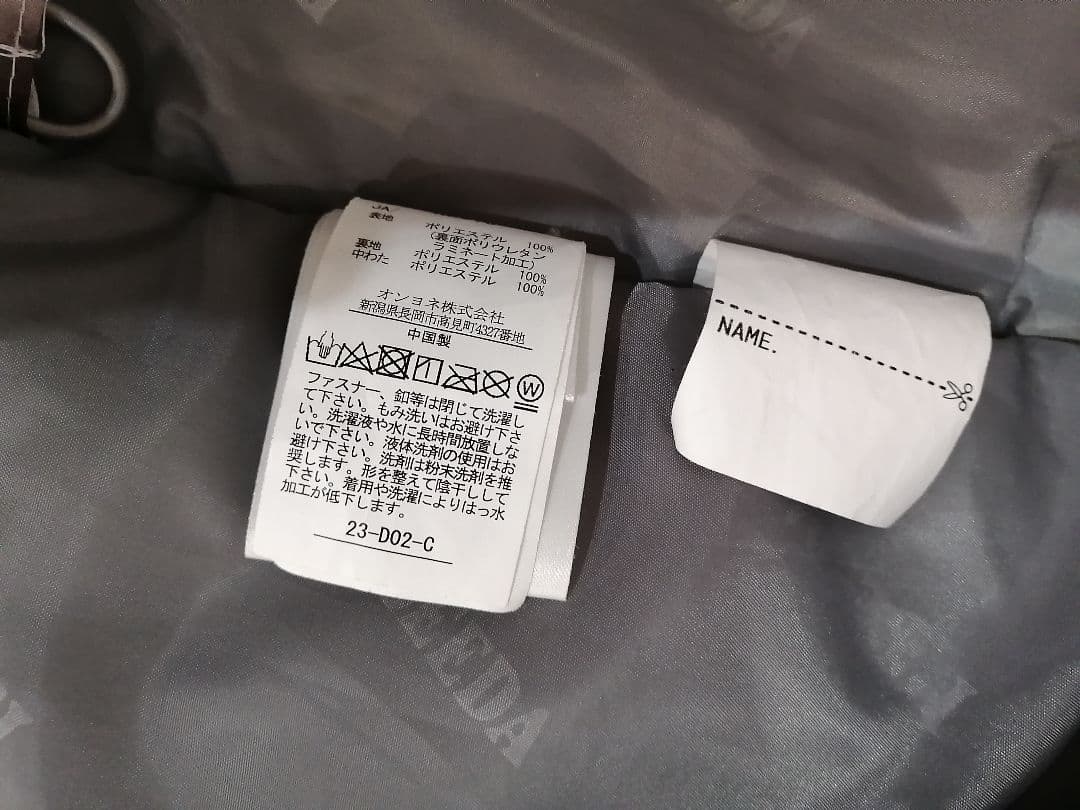 JA
表地 ポリエステル 100%
(裏面ポリウレタン
ラミネート加工)
裏地 ポリエステル 100%
中わた ポリエステル 100%
オンヨネ株式会社
新潟県長岡市高見町4327番地
中国製
W
ファスナー、釦等は閉じて洗濯し
て下さい。もみ洗いはお避け下さ
い。洗濯液や水に長時間放置しな
いで下さい。液体洗剤の使用はお
避け下さい。洗剤は粉末洗剤を推
奨します。形を整えて陰干しして
下さい。着用や洗濯によりはっ水
加工が低下します。
23-D02-C
NAME.